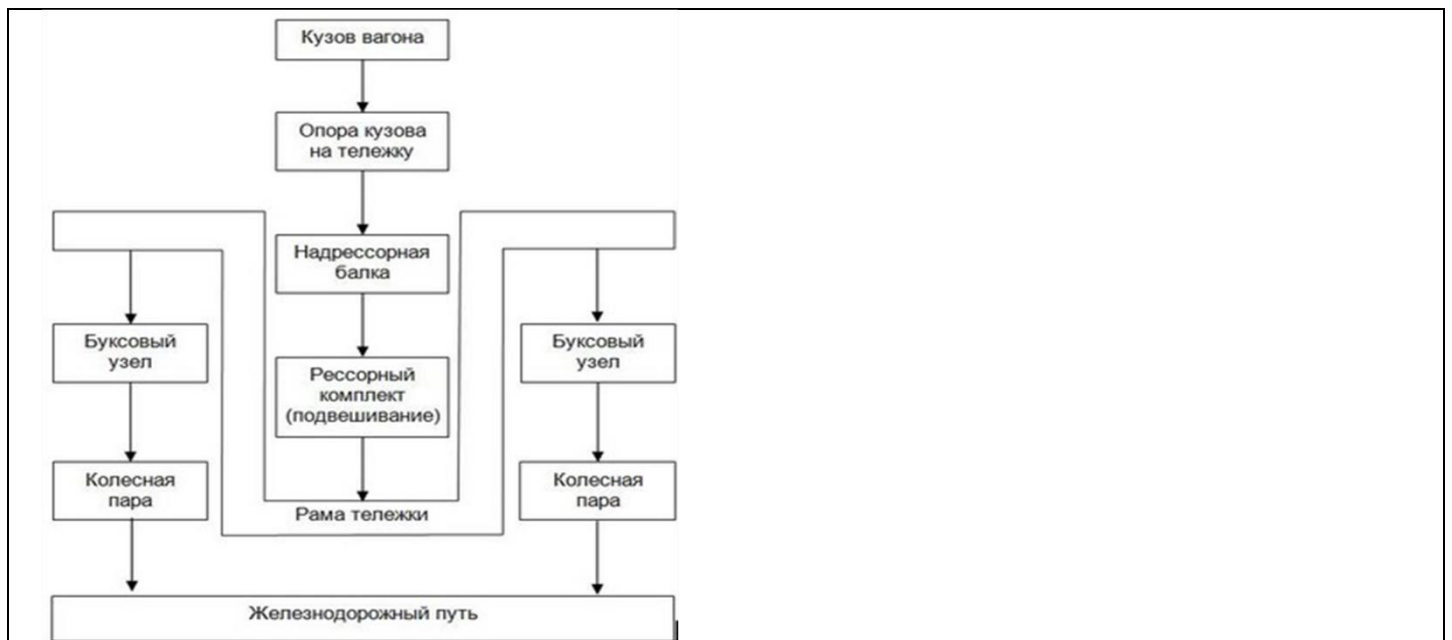 Кузов вагона
Опора кузова
на тележку
Надрессорная
балка
Буксовый
узел
Буксовый
узел
Рессорный
комплект
(подвешивание)
Колесная
пара
Колесная
пара
Рама тележки
Железнодорожный путь